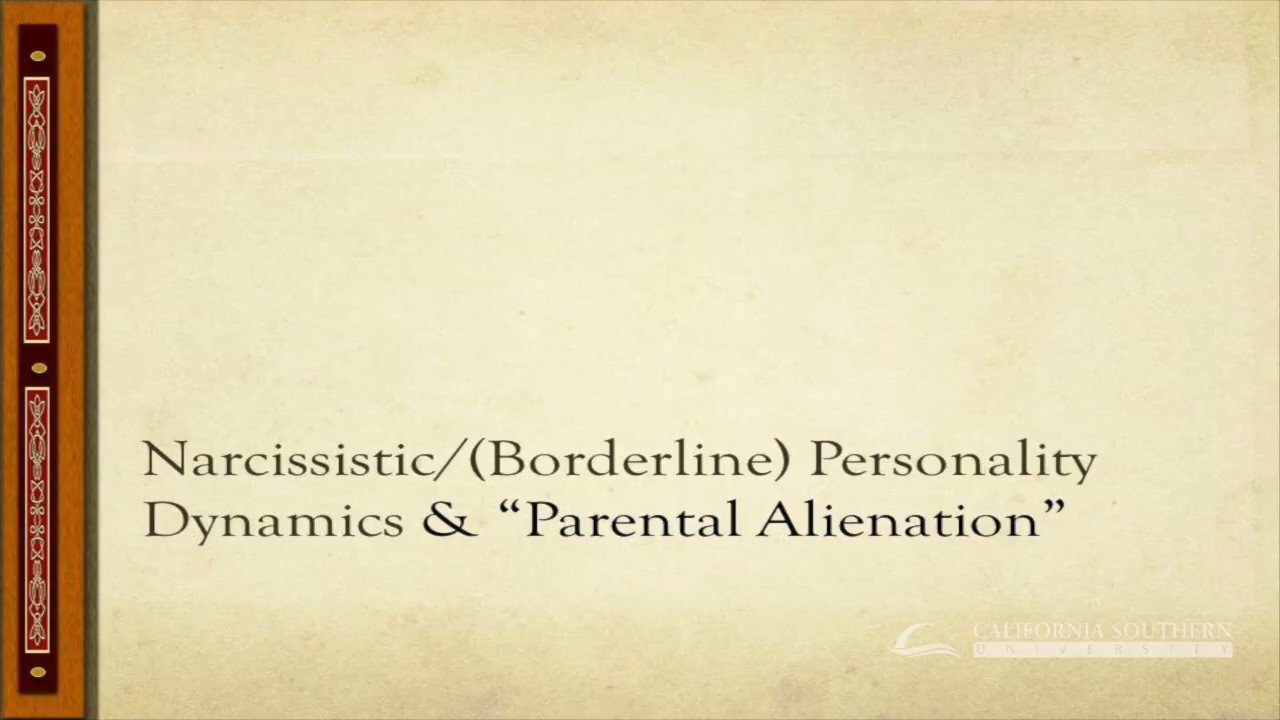 Narcissistic/(Borderline) Personality
Dynamics & “Parental Alienation”
CALIFORNIA SOUTHERN
UNIVERSITY